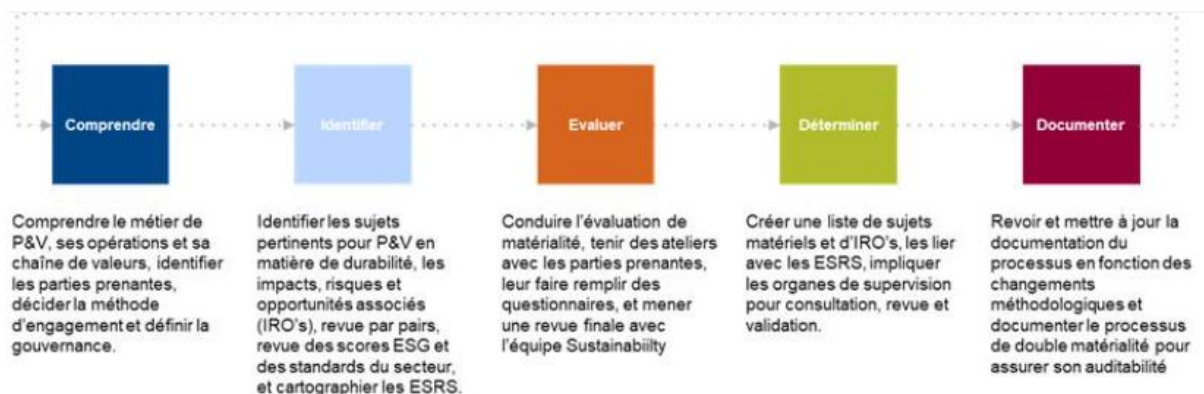 Comprendre
Identifier
Evaluer
Déterminer
Documenter
Comprendre le métier de
P&V, ses opérations et sa
chaîne de valeurs, identifier
les parties prenantes,
décider la méthode
d'engagement et définir la
gouvernance.
Identifier les sujets
pertinents pour P&V en
matière de durabilité, les
impacts, risques et
opportunités associés
(IRO's), revue par pairs,
revue des scores ESG et
des standards du secteur,
et cartographier les ESRS.
Conduire l'évaluation de
matérialité, tenir des ateliers
avec les parties prenantes,
leur faire remplir des
questionnaires, et mener
une revue finale avec
l'équipe Sustainabiilty
Créer une liste de sujets
matériels et d'IRO's, les lier
avec les ESRS, impliquer
les organes de supervision
pour consultation, revue et
validation.
Revoir et mettre à jour la
documentation du
processus en fonction des
changements
méthodologiques et
documenter le processus
de double matérialité pour
assurer son auditabilité